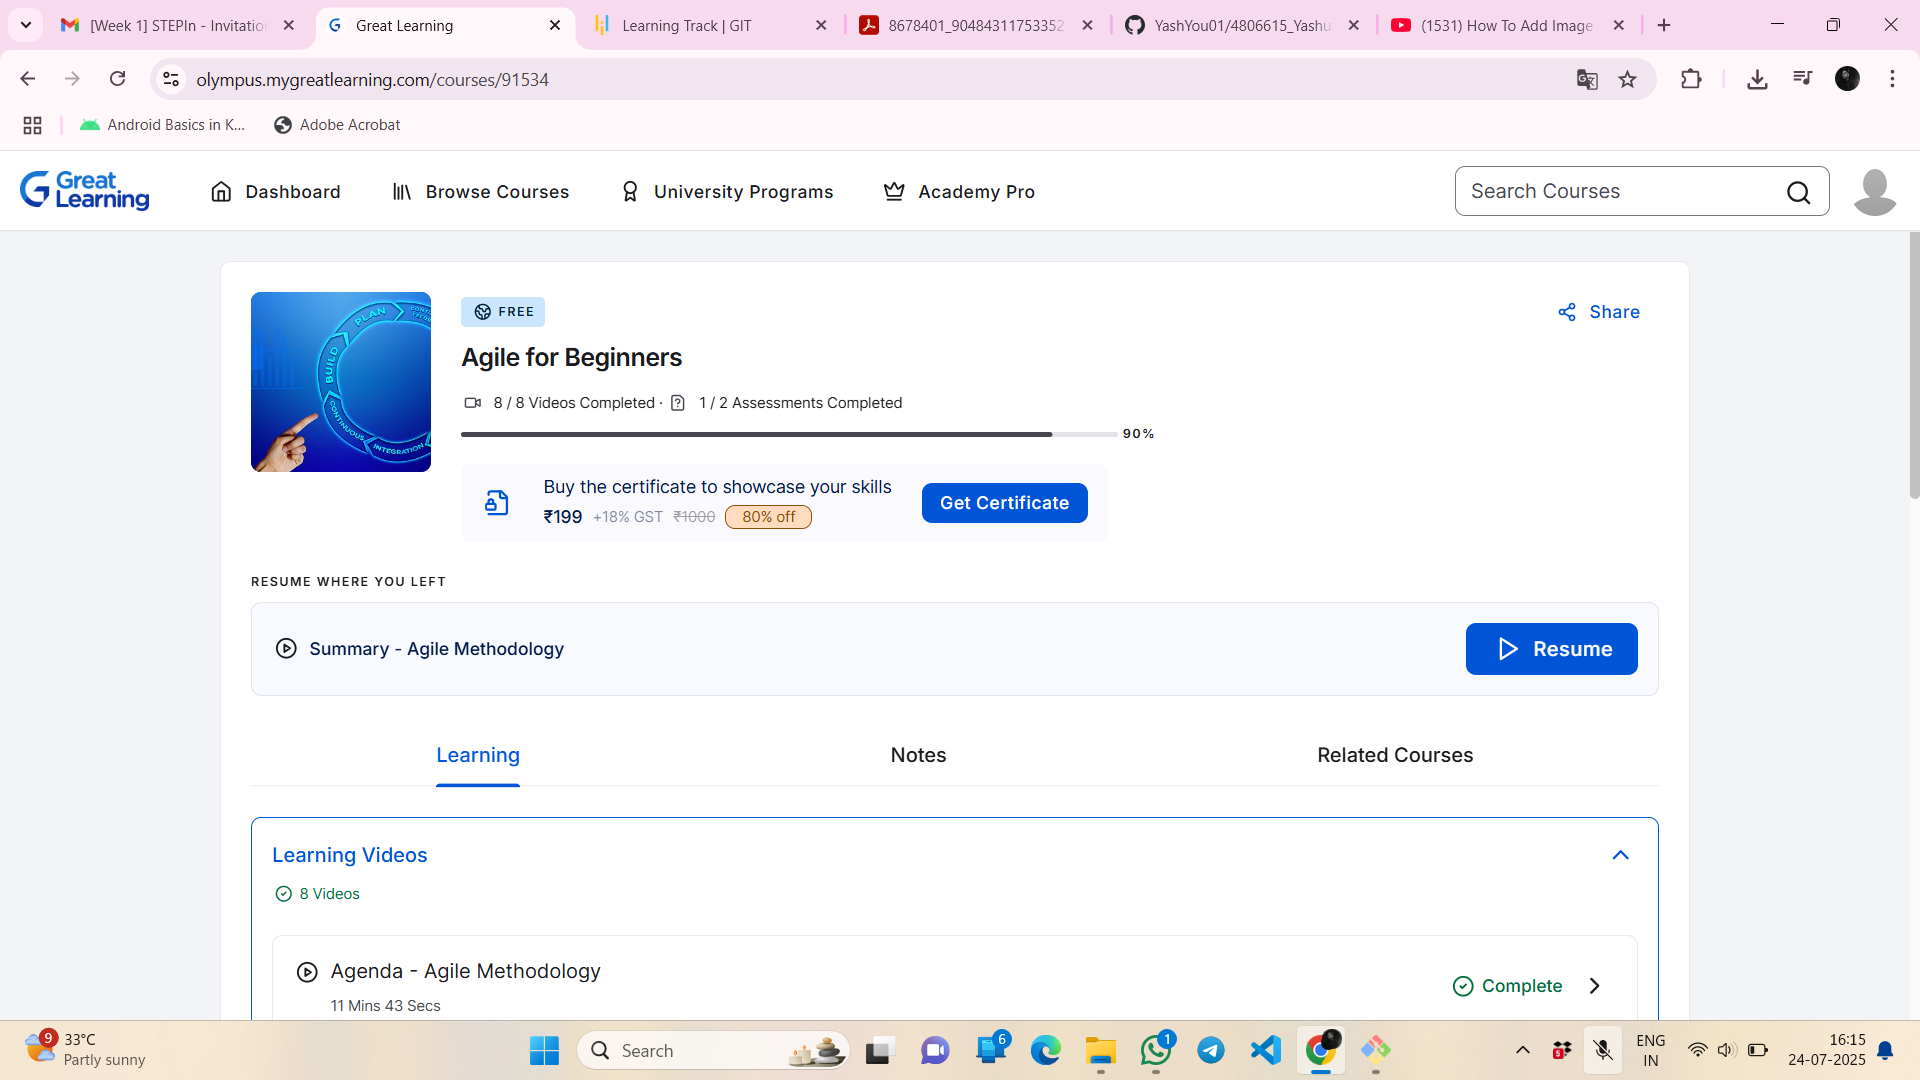 [Week 1] STEPIn - Invitatio
Great Learning
Learning Track | GIT
8678401_90484311753352
YashYou01/4806615_Yashu
(1531) How To Add Image
olympus.mygreatlearning.com/courses/91534
Android Basics in K...
Adobe Acrobat
Great Learning
Dashboard
Browse Courses
University Programs
Academy Pro
Search Courses
PLAN
BUILD
CONTINUOUS
INTEGRATION
FREE
Share
Agile for Beginners
8 / 8 Videos Completed · 1 / 2 Assessments Completed
90%
Buy the certificate to showcase your skills
₹199 +18% GST ₹1000 80% off
Get Certificate
RESUME WHERE YOU LEFT
Summary - Agile Methodology
Resume
Learning
Notes
Related Courses
Learning Videos
8 Videos
Agenda - Agile Methodology
11 Mins 43 Secs
Complete
9
33°C
Partly sunny
Search
6
1
5
ENG
IN
16:15
24-07-2025